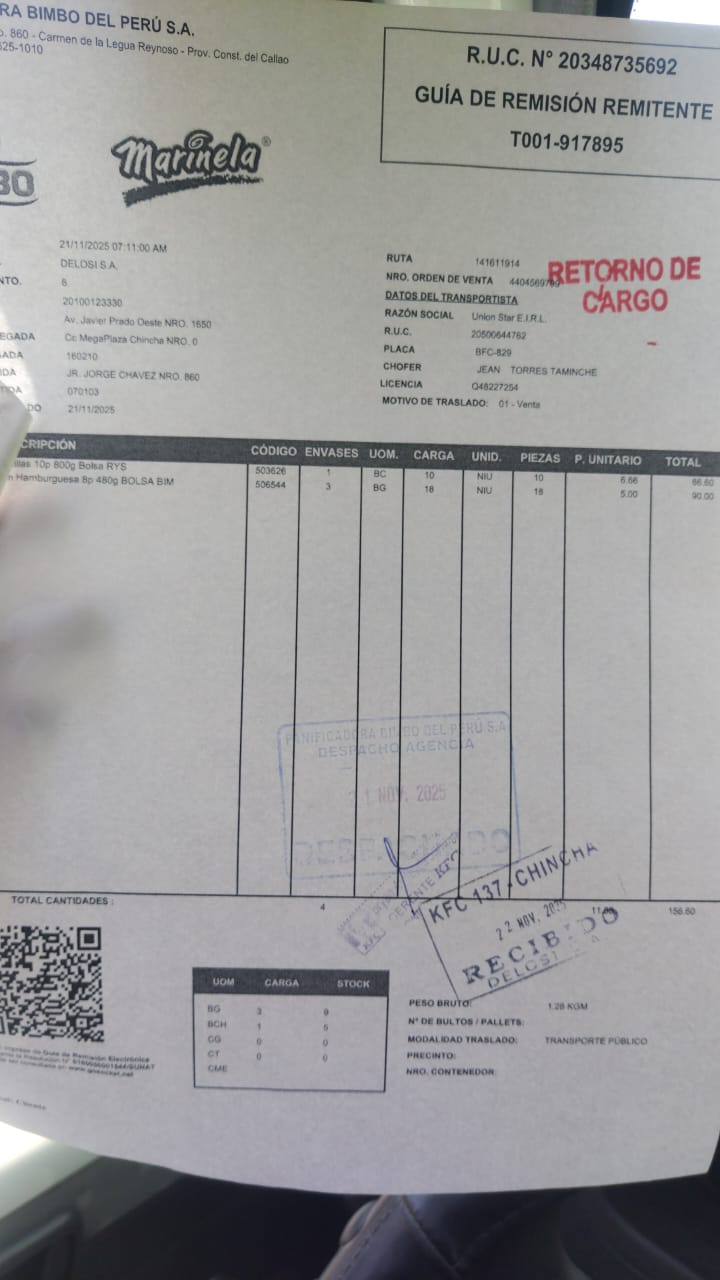 RA BIMBO DEL PERÚ S.A.
o. 860 - Carmen de la Legua Reynoso - Prov. Const. del Callao
525-1010
R.U.C. N° 20348735692
GUÍA DE REMISIÓN REMITENTE
T001-917895
BO
Marinela®
21/11/2025 07:11:00 AM
DELOSI S.A.
NTO. 8
20100123330
Av. Javier Prado Oeste NRO. 1650
EGADA Cc MegaPlaza Chincha NRO. 0
ADA 160210
IDA JR. JORGE CHAVEZ NRO. 860
TIDA 070103
DO 21/11/2025
RUTA 141611914
NRO. ORDEN DE VENTA
DATOS DEL TRANSPORTISTA
RAZÓN SOCIAL Union Star E.I.R.L.
R.U.C. 20500644762
PLACA BFC-829
CHOFER JEAN TORRES TAMINCHE
LICENCIA Q48227254
MOTIVO DE TRASLADO: 01 - Venta
RETORNO DE
CARGO
CRIPCIÓN CÓDIGO ENVASES UOM. CARGA UNID. PIEZAS P. UNITARIO TOTAL
illas 10p 800g Bolsa RYS 503626 1 BC 10 NIU 10 6.66 66.60
n Hamburguesa 8p 480g BOLSA BIM 506544 3 BG 18 NIU 18 5.00 90.00
PANIFICADORA BIMBO DEL PERÚ S.A
DESPACHO AGENCIA
NOV. 2025
GERENTE KFC
KFC 137 - CHINCHA
22 NOV. 2025
RECIBIDO
DELOSI
TOTAL CANTIDADES : 4 156.60
UOM CARGA STOCK
BG 3 9
BCH 1 5
CG 0 0
CT 0 0
CME
PESO BRUTO: 1.28 KGM
N° DE BULTOS / PALLETS:
MODALIDAD TRASLADO: TRANSPORTE PÚBLICO
PRECINTO:
NRO. CONTENEDOR